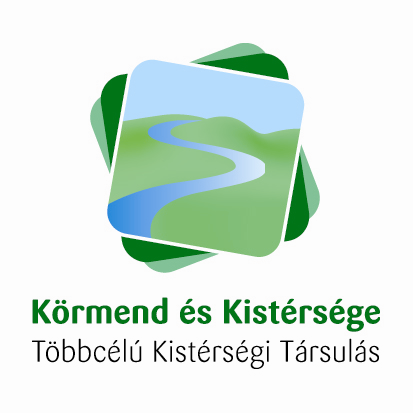 Körmend és Kistérsége
Többcélú Kistérségi Társulás